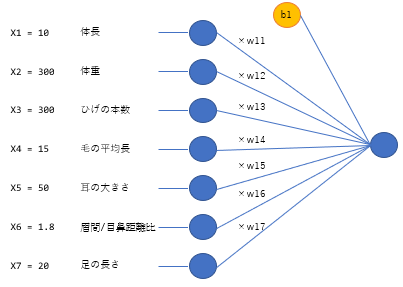 b1
X1 = 10 体長
×w11
X2 = 300 体重
×w12
X3 = 300 ひげの本数
×w13
X4 = 15 毛の平均長
×w14
×w15
X5 = 50 耳の大きさ
×w16
X6 = 1.8 眉間/目鼻距離比
×w17
X7 = 20 足の長さ